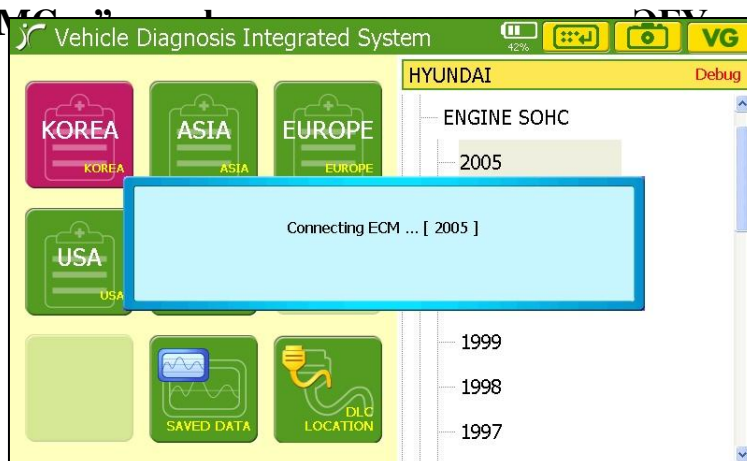 Vehicle Diagnosis Integrated System
42%
VG
HYUNDAI
Debug
KOREA
KOREA
ASIA
ASIA
EUROPE
EUROPE
ENGINE SOHC
2005
Connecting ECM ... [ 2005 ]
USA
USA
1999
SAVED DATA
DLC
LOCATION
1998
1997